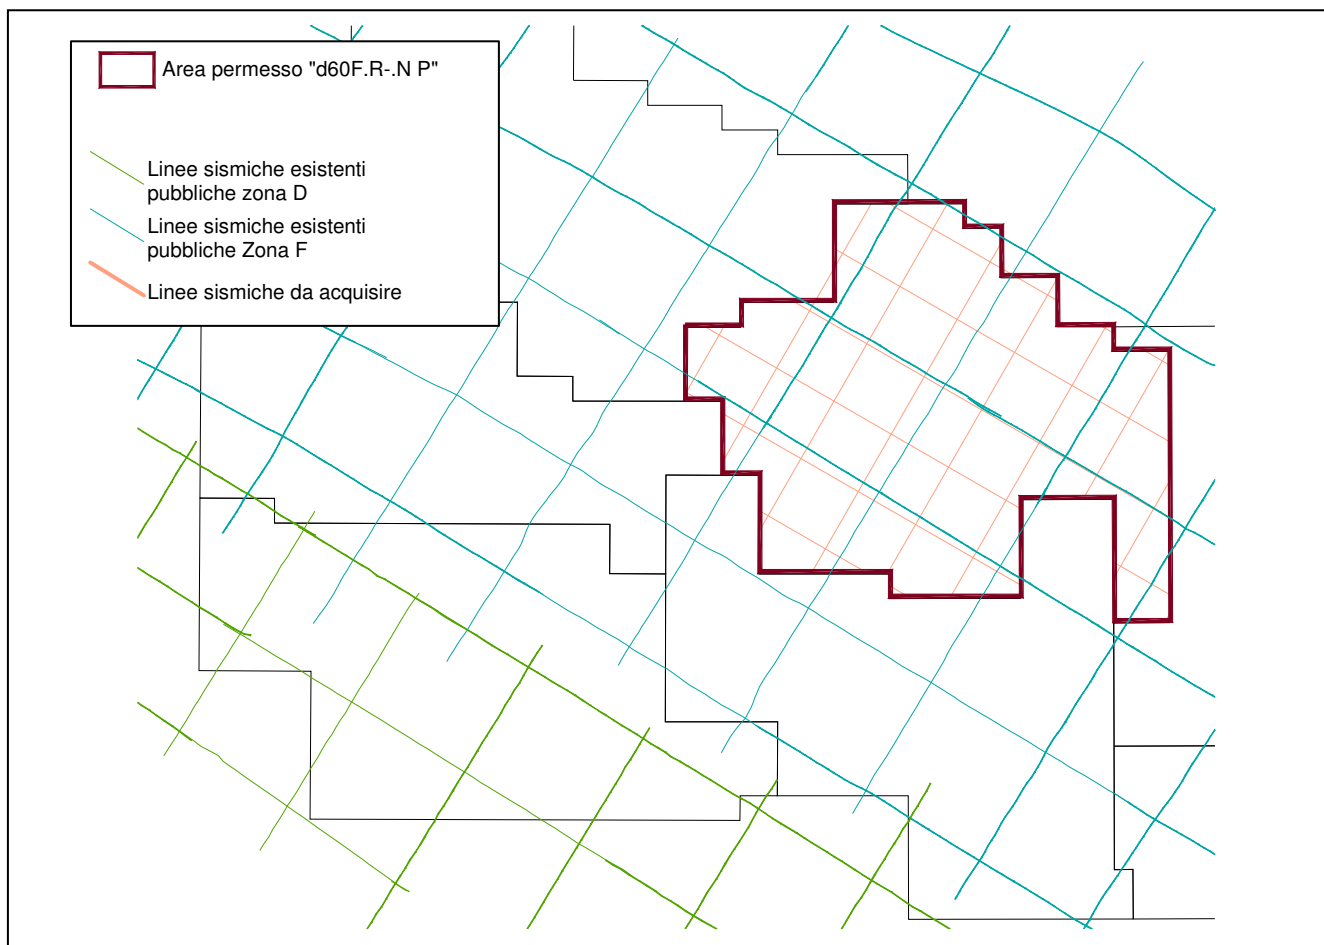 Area permesso "d60F.R-.N P"
Linee sismiche esistenti
pubbliche zona D
Linee sismiche esistenti
pubbliche Zona F
Linee sismiche da acquisire